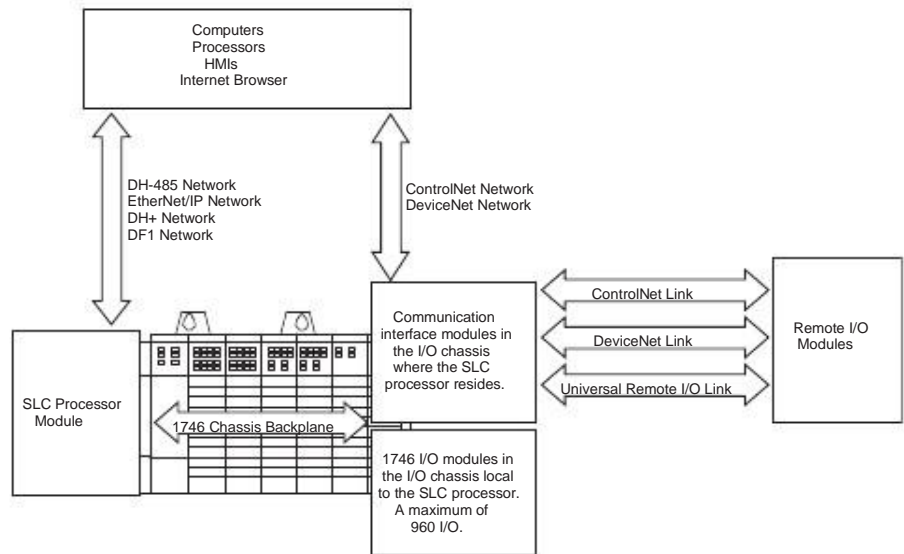 Computers
Processors
HMIs
Internet Browser
DH-485 Network
EtherNet/IP Network
DH+ Network
DF1 Network
ControlNet Network
DeviceNet Network
Communication
interface modules in
the I/O chassis
where the SLC
processor resides.
ControlNet Link
DeviceNet Link
Universal Remote I/O Link
Remote I/O
Modules
SLC Processor
Module
1746 Chassis Backplane
1746 I/O modules in
the I/O chassis local
to the SLC processor.
A maximum of
960 I/O.